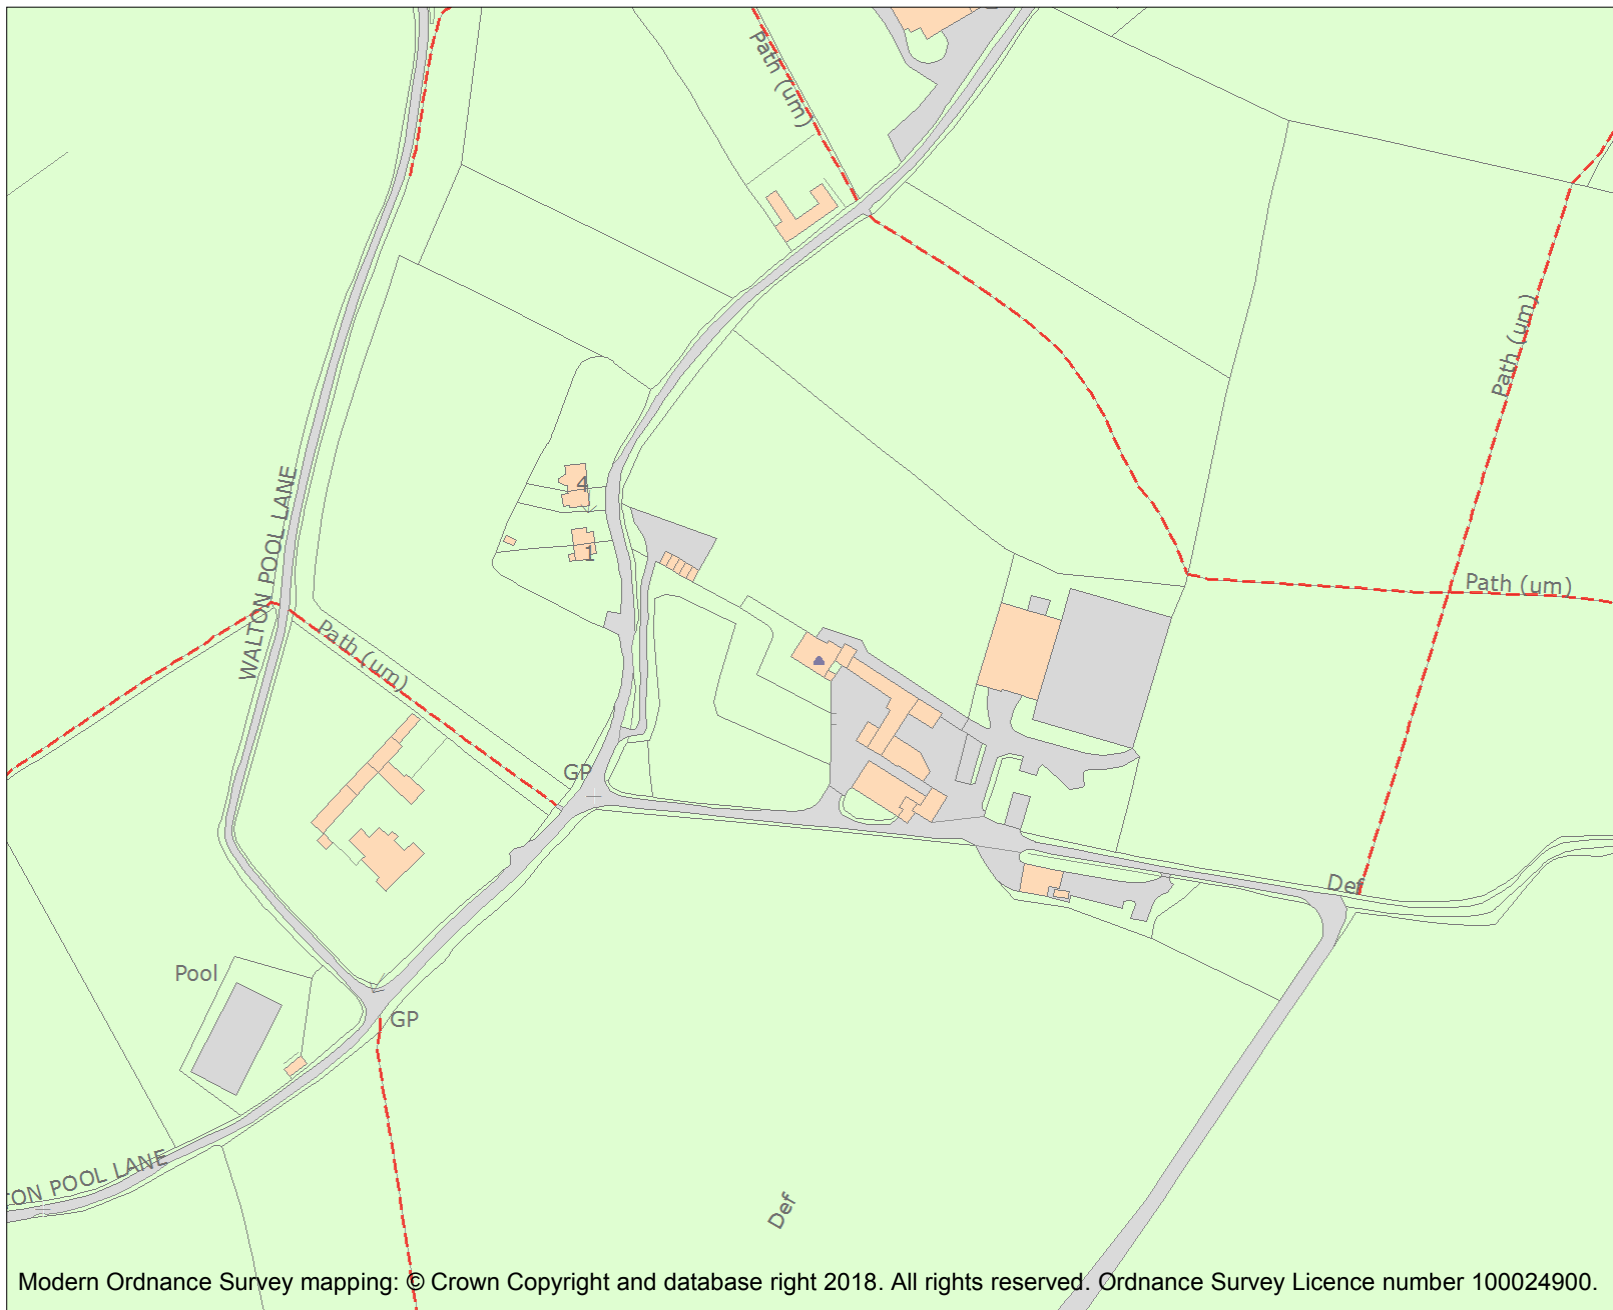 Path (um)
Path (um)
4
WALTON POOL LANE
1
Path (um)
Path (um)
GP
Def
Pool
GP
TON POOL LANE
Def
Modern Ordnance Survey mapping: © Crown Copyright and database right 2018. All rights reserved. Ordnance Survey Licence number 100024900.